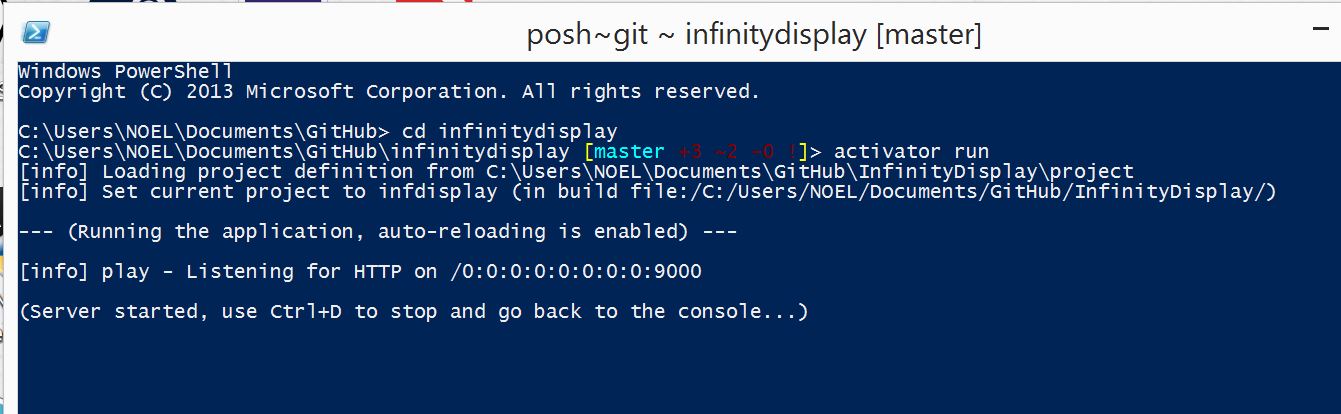 posh~git ~ infinitydisplay [master]
Windows PowerShell
Copyright (C) 2013 Microsoft Corporation. All rights reserved.
C:\Users\NOEL\Documents\GitHub> cd infinitydisplay
C:\Users\NOEL\Documents\GitHub\infinitydisplay [master +3 ~2 -0 !]> activator run
[info] Loading project definition from C:\Users\NOEL\Documents\GitHub\InfinityDisplay\project
[info] Set current project to infdisplay (in build file:/C:/Users/NOEL/Documents/GitHub/InfinityDisplay/)
--- (Running the application, auto-reloading is enabled) ---
[info] play - Listening for HTTP on /0:0:0:0:0:0:0:0:9000
(Server started, use Ctrl+D to stop and go back to the console...)